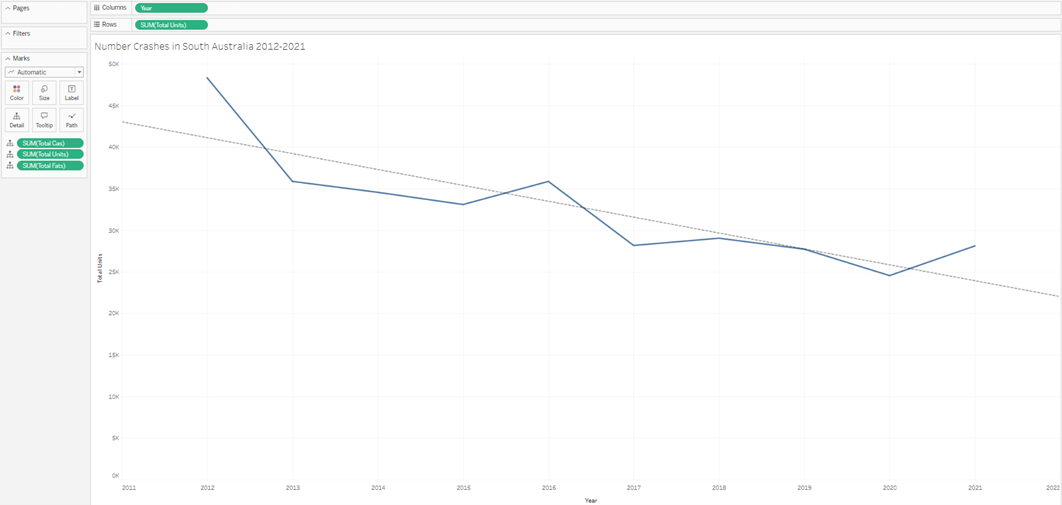 Pages
Columns
Year
Rows
SUM(Total Units)
Filters
Marks
Automatic
Color
Size
Label
Detail
Tooltip
Path
SUM(Total Cas)
SUM(Total Units)
SUM(Total Fats)
Number Crashes in South Australia 2012-2021
50K
45K
40K
35K
30K
25K
20K
15K
10K
5K
0K
Total Units
2011 2012 2013 2014 2015 2016 2017 2018 2019 2020 2021 2022
Year